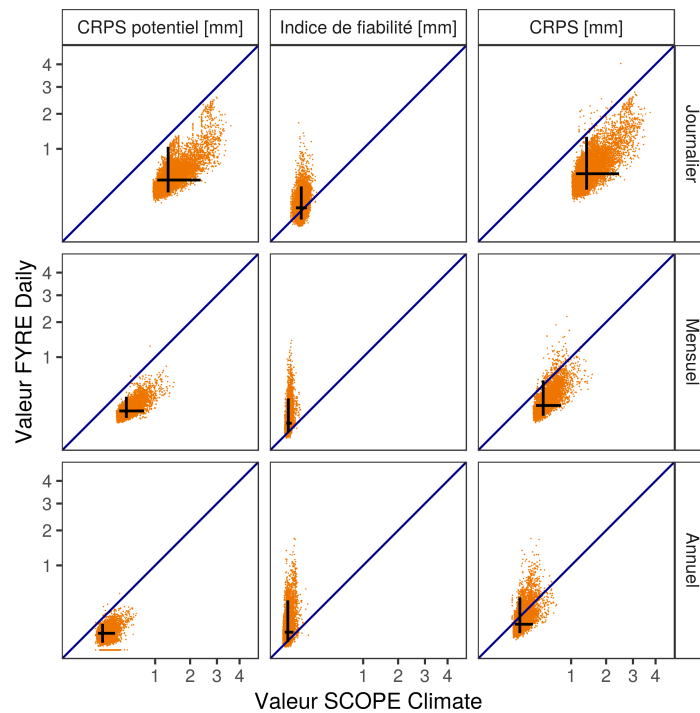 CRPS potentiel [mm] Indice de fiabilité [mm] CRPS [mm]
4
3
2
1
Journalier
Valeur FYRE Daily
4
3
2
1
Mensuel
4
3
2
1
Annuel
1 2 3 4 1 2 3 4 1 2 3 4
Valeur SCOPE Climate